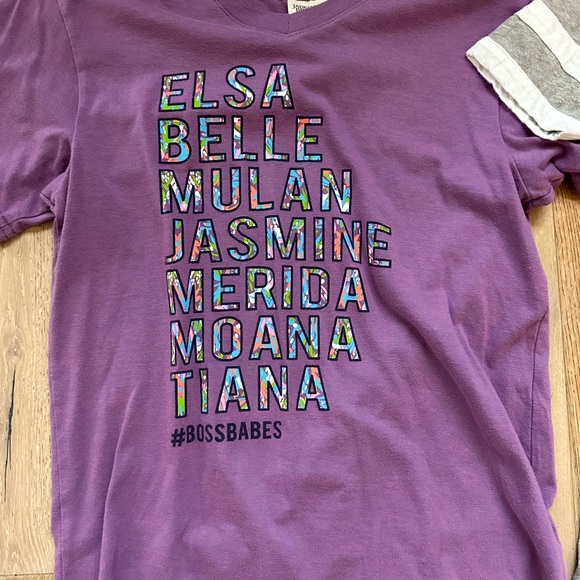 ELSA
BELLE
MULAN
JASMINE
MERIDA
MOANA
TIANA
#BOSSBABES